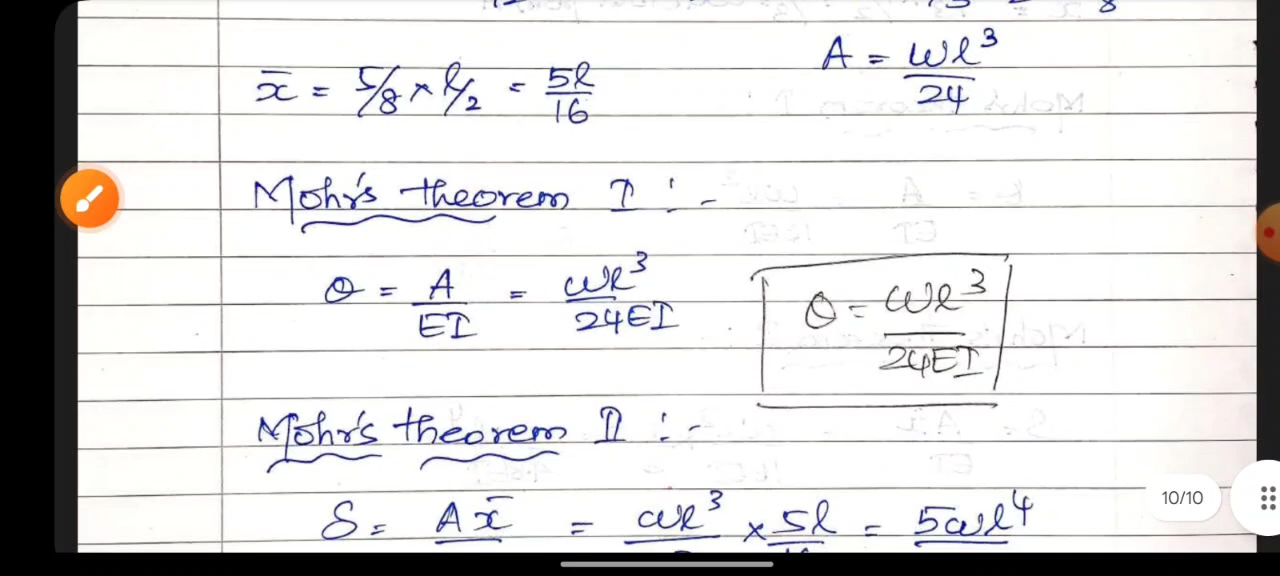 x̄ = 5/8 × l/2 = 5l/16
A = wl³/24
Mohr's theorem I :-
θ = A/EI = wl³/24EI
θ = wl³/24EI
Mohr's theorem II :-
δ = Ax̄ = wl³ × 5l = 5wl⁴
10/10